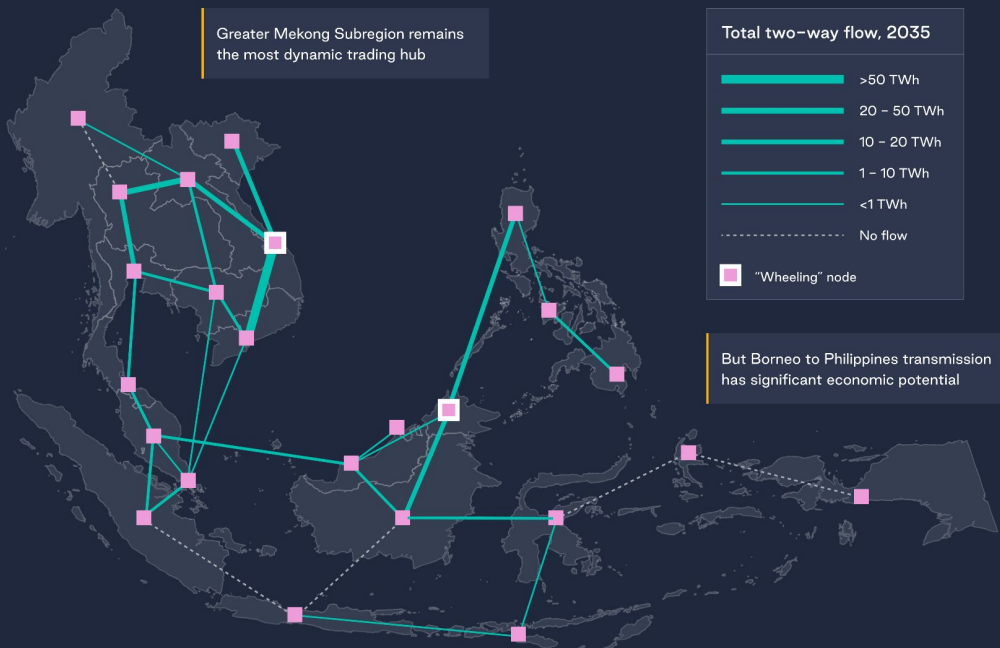 Greater Mekong Subregion remains
the most dynamic trading hub
Total two-way flow, 2035
>50 TWh
20 – 50 TWh
10 – 20 TWh
1 – 10 TWh
<1 TWh
No flow
“Wheeling” node
But Borneo to Philippines transmission
has significant economic potential